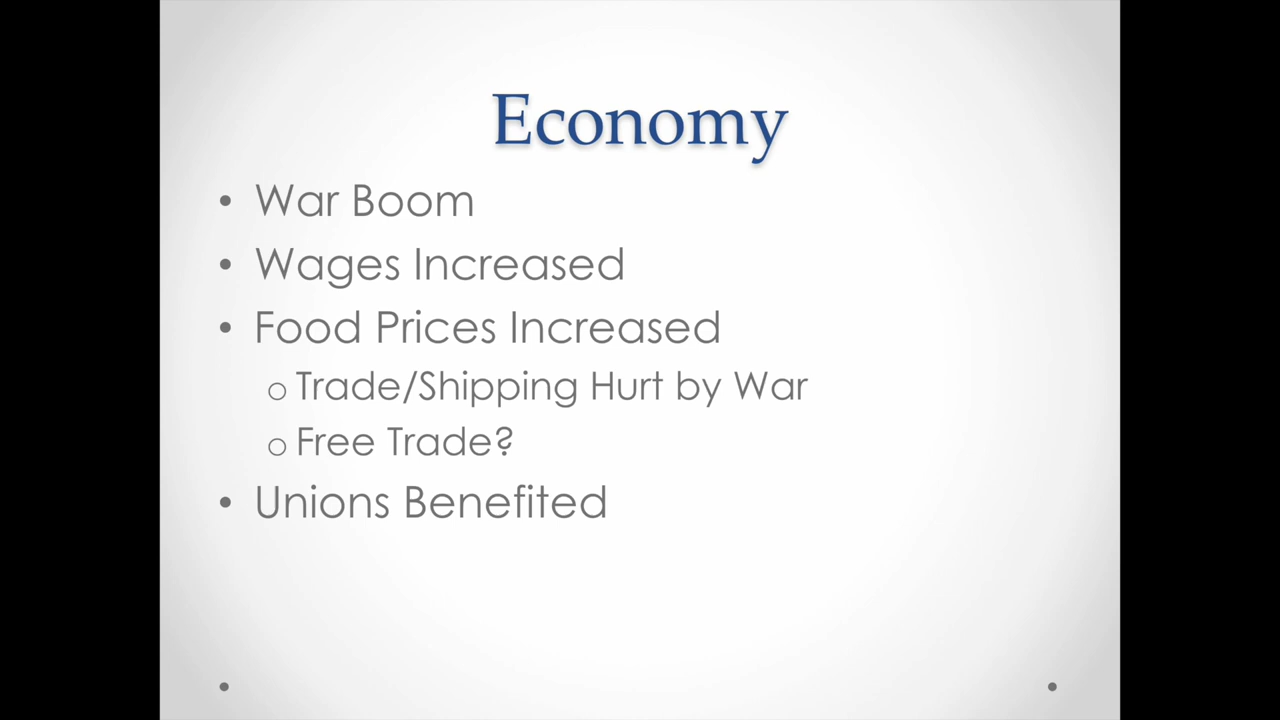 Economy
• War Boom
• Wages Increased
• Food Prices Increased
o Trade/Shipping Hurt by War
o Free Trade?
• Unions Benefited